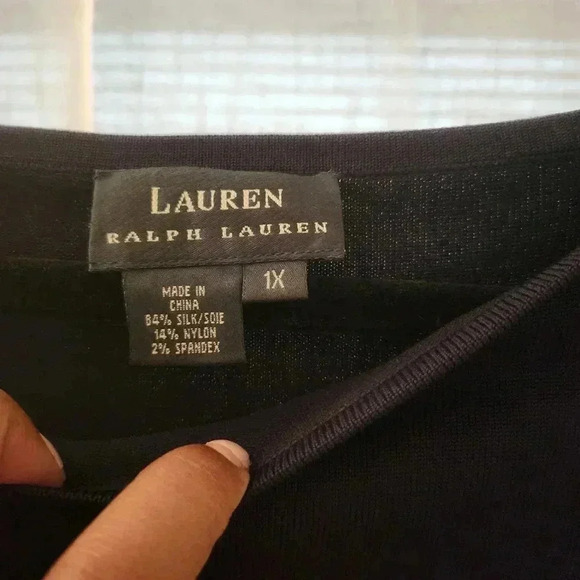 LAUREN
RALPH LAUREN
1X
MADE IN
CHINA
84% SILK/SOIE
14% NYLON
2% SPANDEX